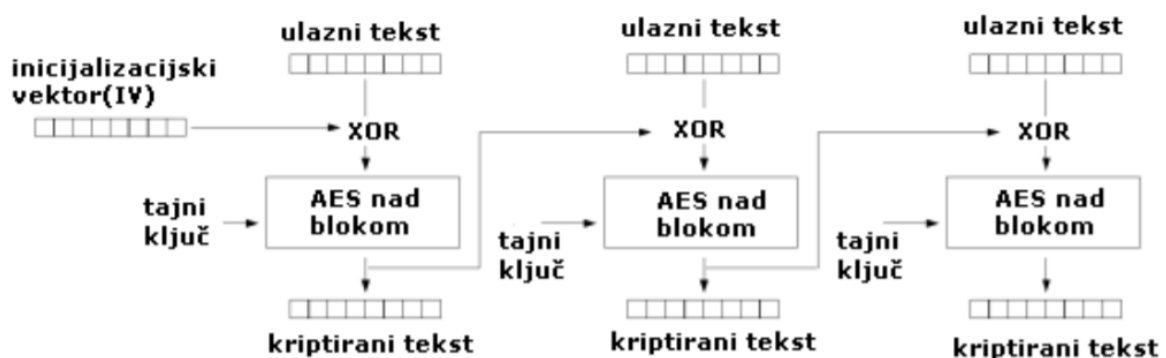 ulazni tekst
ulazni tekst
ulazni tekst
inicijalizacijski
vektor(IV)
XOR
XOR
XOR
tajni
ključ
AES nad
blokom
tajni
ključ
AES nad
blokom
tajni
ključ
AES nad
blokom
kriptirani tekst
kriptirani tekst
kriptirani tekst